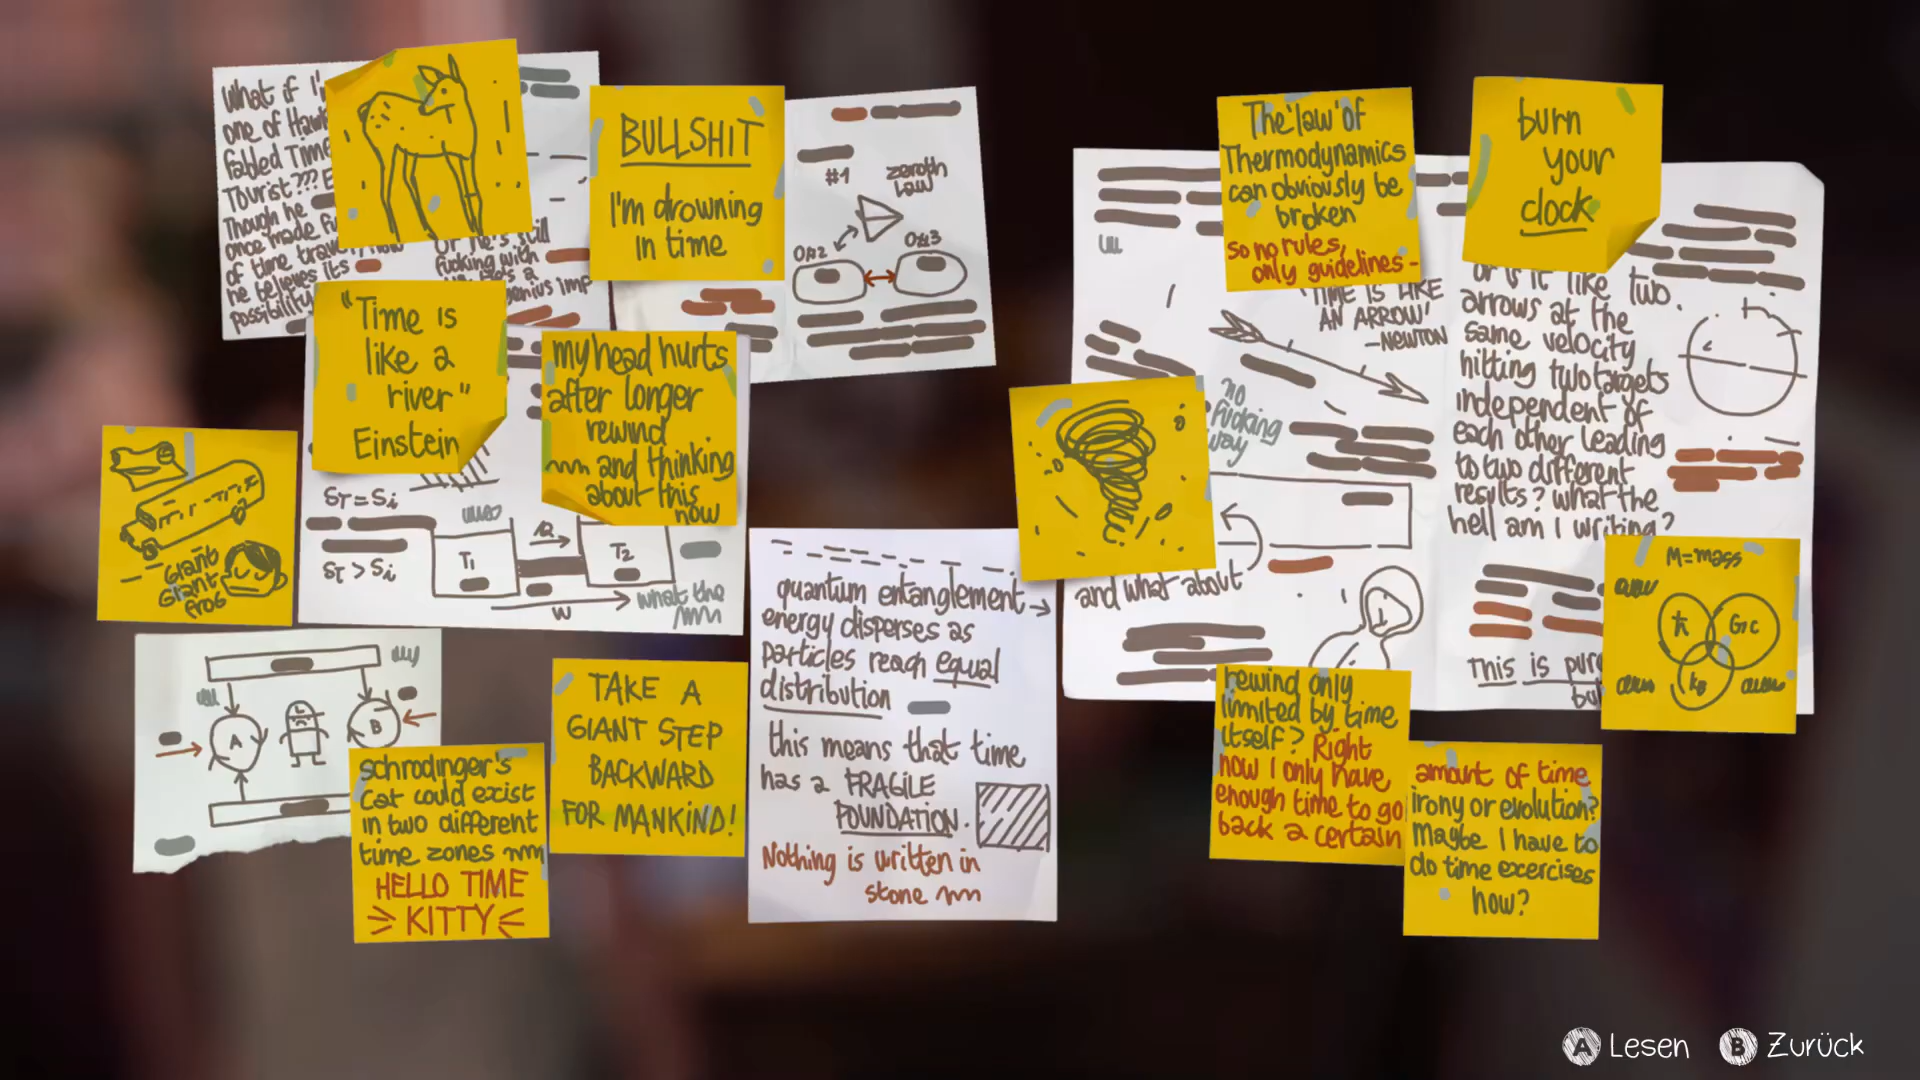 What if I'
one of Haw
fabled Time
Tourist??? E
Though he
once made fu
of time travel, now
he believes its
possibility
Or he's still
fucking with
he's a
genius imp
BULLSHIT
I'm drowning
in time
#1
zeroth
law
"Time is
like a
river"
Einstein
my head hurts
after longer
rewind
and thinking
about this
now
ST = Si
ST > Si
T1
T2
W
what the
Giant
Giant
frog
A
B
schrodinger's
cat could exist
in two different
time zones
HELLO TIME
KITTY
TAKE A
GIANT STEP
BACKWARD
FOR MANKIND!
quantum entanglement
energy disperses as
particles reach equal
distribution
this means that time
has a FRAGILE
FOUNDATION.
Nothing is written in
stone
The 'law' of
Thermodynamics
can obviously be
broken
so no rules,
only guidelines-
'TIME IS LIKE
AN ARROW'
-NEWTON
no
fucking
way
and what about
burn
your
clock
or is it like two
arrows at the
same velocity
hitting two targets
independent of
each other leading
to two different
results? what the
hell am I writing?
This is pure
bu
M=mass
ħ
G,c
kB
rewind only
limited by time
itself? Right
now I only have
enough time to go
back a certain
amount of time
irony or evolution?
Maybe I have to
do time exercises
now?
A Lesen B Zurück